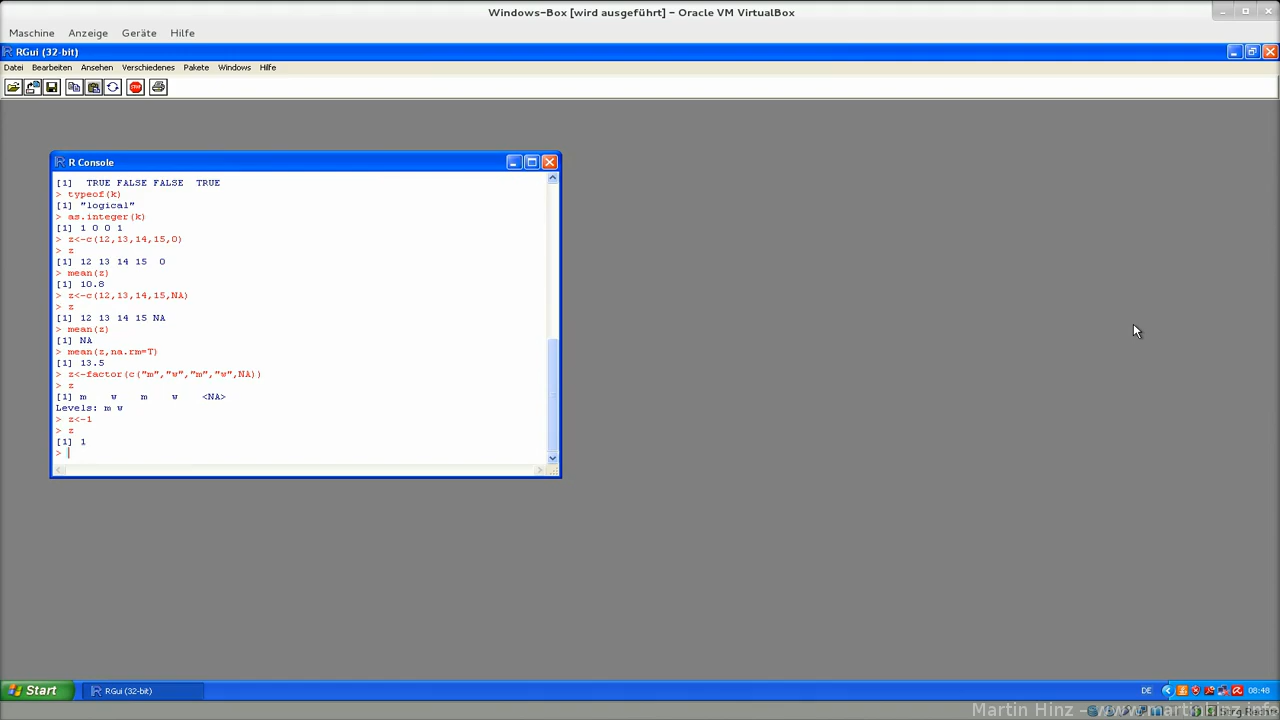 Windows-Box [wird ausgeführt] - Oracle VM VirtualBox
Maschine Anzeige Geräte Hilfe
RGui (32-bit)
Datei Bearbeiten Ansehen Verschiedenes Pakete Windows Hilfe
STOP
R Console
[1]  TRUE FALSE FALSE  TRUE
> typeof(k)
[1] "logical"
> as.integer(k)
[1] 1 0 0 1
> z<-c(12,13,14,15,0)
> z
[1] 12 13 14 15  0
> mean(z)
[1] 10.8
> z<-c(12,13,14,15,NA)
> z
[1] 12 13 14 15 NA
> mean(z)
[1] NA
> mean(z,na.rm=T)
[1] 13.5
> z<-factor(c("m","w","m","w",NA))
> z
[1] m    w    m    w    <NA>
Levels: m w
> z<-1
> z
[1] 1
>
Start RGui (32-bit) DE 08:48
Martin Hinz - www.martinhinz.info